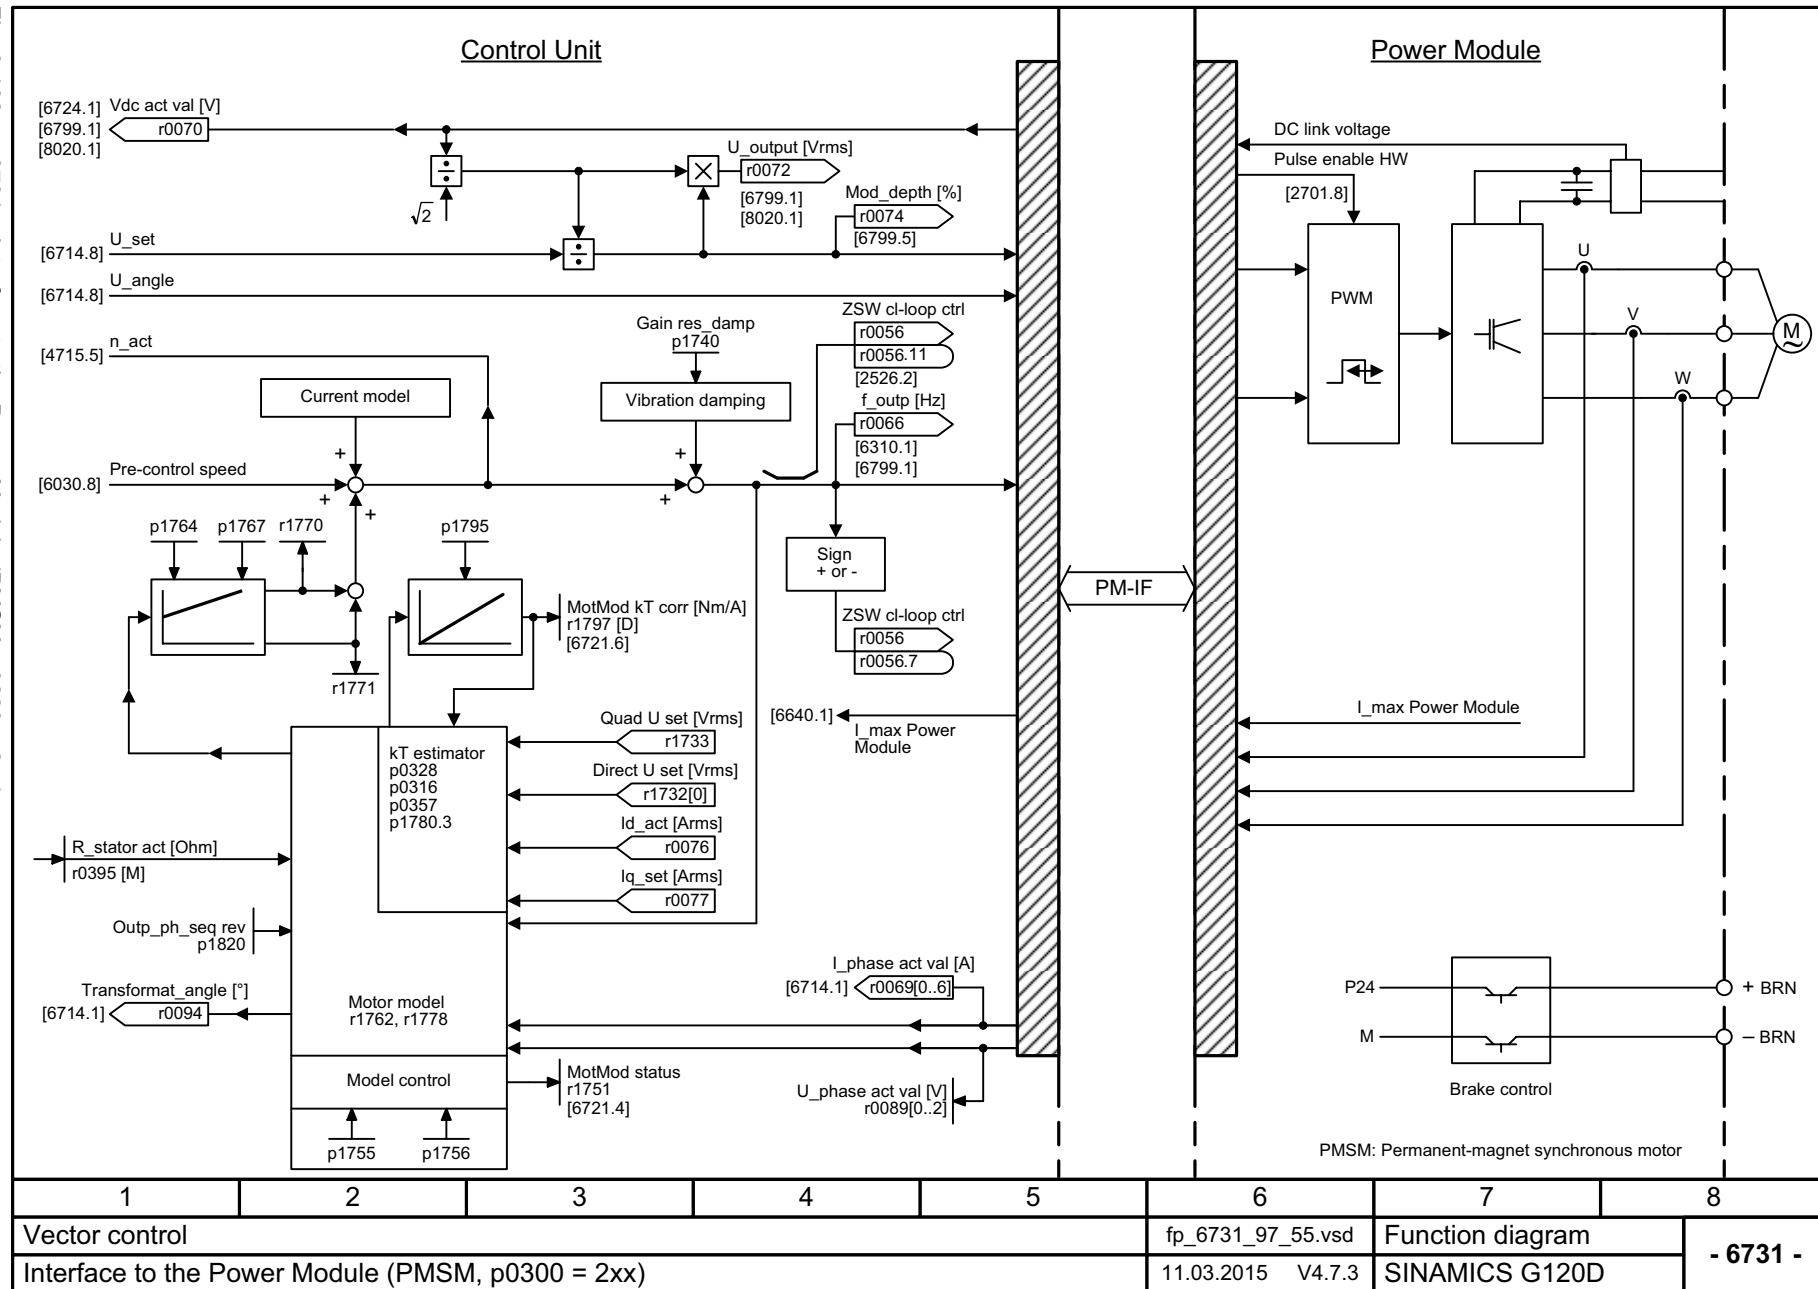 Control Unit
Power Module
[6724.1]
[6799.1]
[8020.1]
Vdc act val [V]
r0070
÷
√2
U_output [Vrms]
r0072
[6799.1]
[8020.1]
Mod_depth [%]
r0074
[6799.5]
[6714.8]
U_set
÷
[6714.8]
U_angle
[4715.5]
n_act
Current model
Gain res_damp
p1740
Vibration damping
ZSW cl-loop ctrl
r0056
r0056.11
[2526.2]
f_outp [Hz]
r0066
[6310.1]
[6799.1]
[6030.8]
Pre-control speed
+
+
+
+
+
p1764
p1767
r1770
r1771
p1795
MotMod kT corr [Nm/A]
r1797 [D]
[6721.6]
Sign
+ or -
ZSW cl-loop ctrl
r0056
r0056.7
[6640.1]
I_max Power
Module
kT estimator
p0328
p0316
p0357
p1780.3
Quad U set [Vrms]
r1733
Direct U set [Vrms]
r1732[0]
Id_act [Arms]
r0076
Iq_set [Arms]
r0077
R_stator act [Ohm]
r0395 [M]
Outp_ph_seq rev
p1820
Transformat_angle [°]
[6714.1]
r0094
Motor model
r1762, r1778
I_phase act val [A]
[6714.1]
r0069[0..6]
Model control
MotMod status
r1751
[6721.4]
U_phase act val [V]
r0089[0..2]
p1755
p1756
PM-IF
DC link voltage
Pulse enable HW
[2701.8]
PWM
U
V
W
M
~
I_max Power Module
P24
M
+ BRN
– BRN
Brake control
PMSM: Permanent-magnet synchronous motor
1 2 3 4 5 6 7 8
Vector control
fp_6731_97_55.vsd
Function diagram
- 6731 -
Interface to the Power Module (PMSM, p0300 = 2xx)
11.03.2015 V4.7.3
SINAMICS G120D